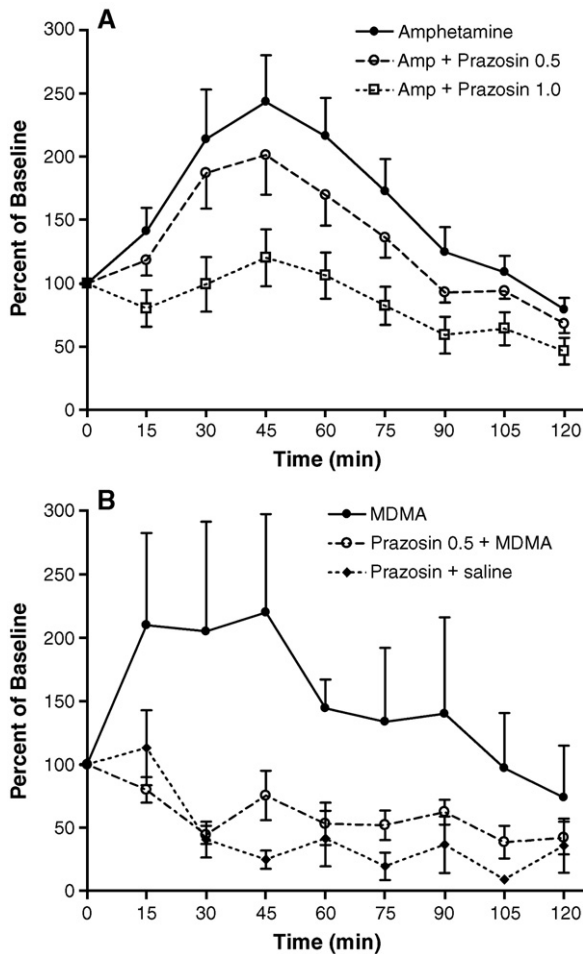 A
Amphetamine
Amp + Prazosin 0.5
Amp + Prazosin 1.0
Percent of Baseline
300
250
200
150
100
50
0
0 15 30 45 60 75 90 105 120
Time (min)
B
MDMA
Prazosin 0.5 + MDMA
Prazosin + saline
Percent of Baseline
300
250
200
150
100
50
0
0 15 30 45 60 75 90 105 120
Time (min)